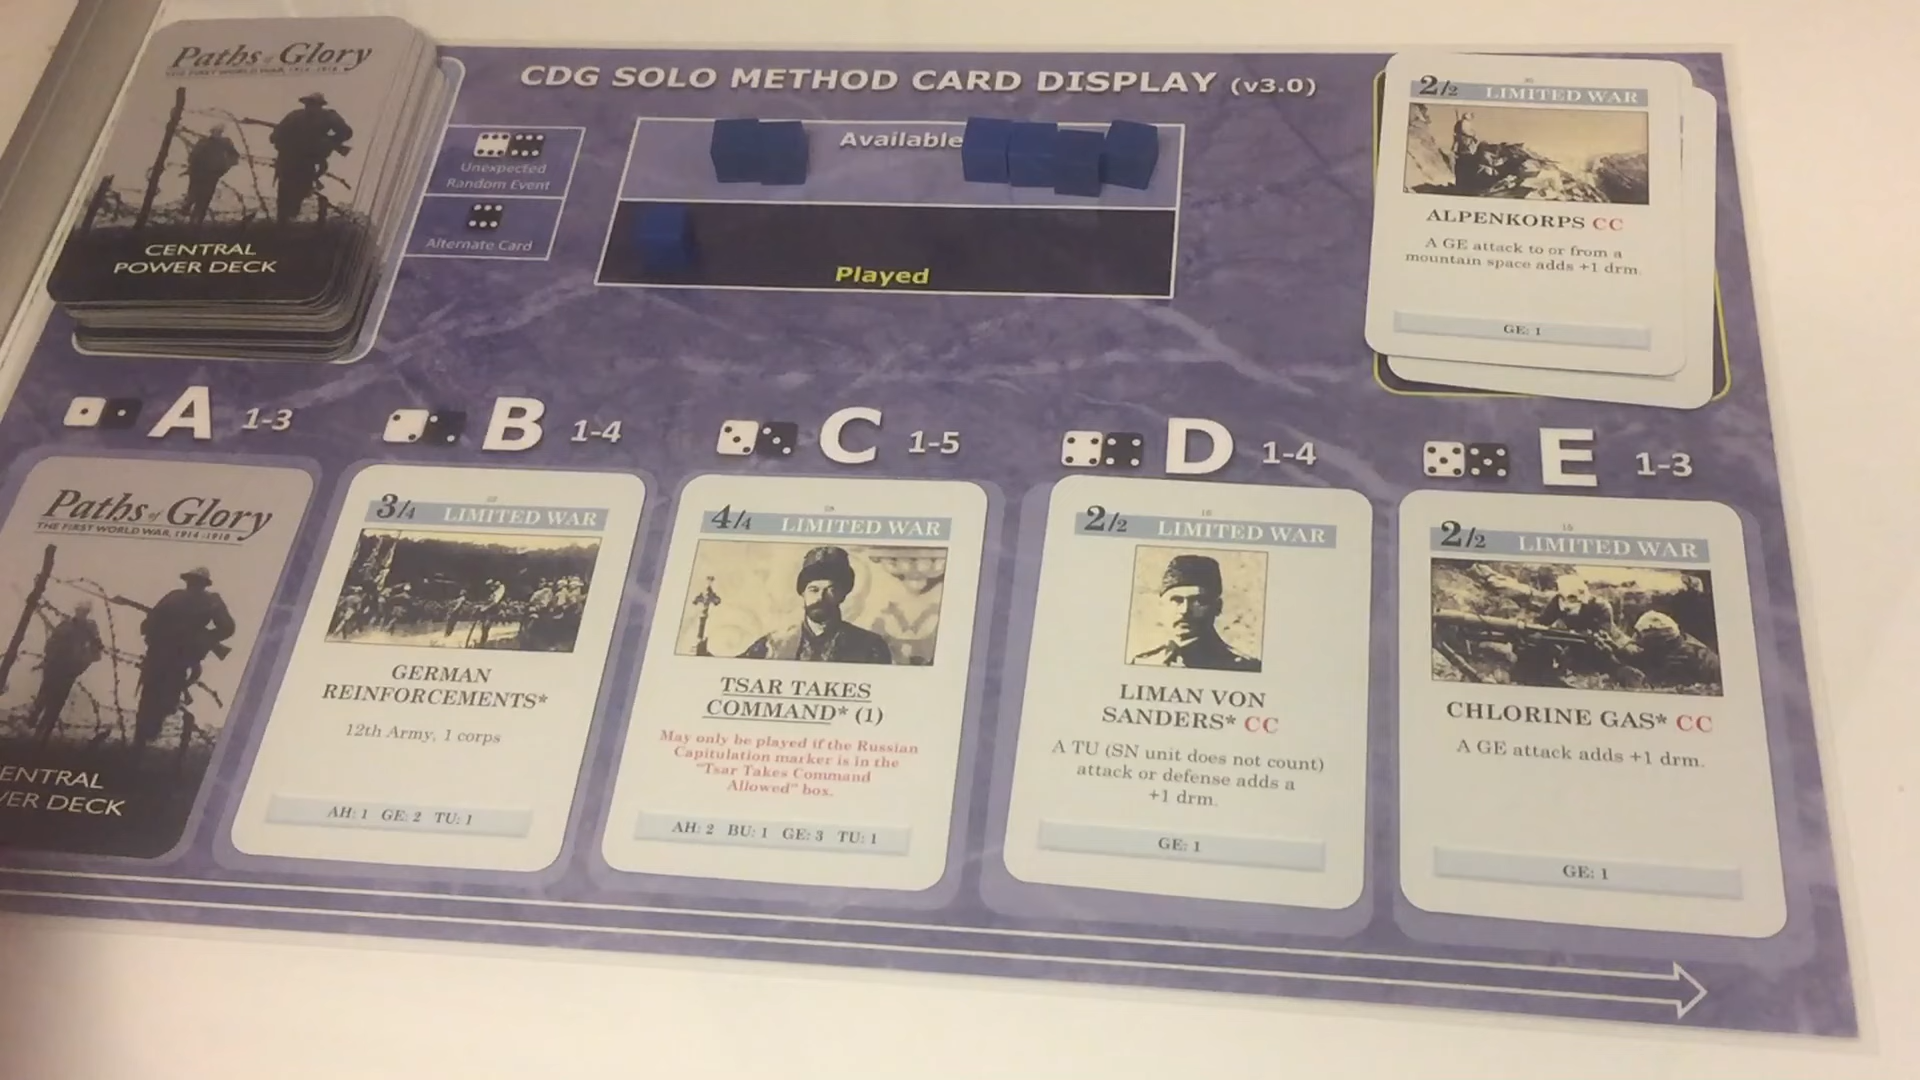 Paths of Glory
THE FIRST WORLD WAR, 1914-1918
CENTRAL
POWER DECK
CDG SOLO METHOD CARD DISPLAY (v3.0)
Unexpected
Random Event
Alternate Card
Available
Played
2/2 LIMITED WAR
ALPENKORPS CC
A GE attack to or from a
mountain space adds +1 drm.
GE: 1
A 1-3
B 1-4
C 1-5
D 1-4
E 1-3
Paths of Glory
THE FIRST WORLD WAR, 1914-1918
ENTRAL
ER DECK
3/4 LIMITED WAR
GERMAN
REINFORCEMENTS*
12th Army, 1 corps
AH: 1 GE: 2 TU: 1
4/4 LIMITED WAR
TSAR TAKES
COMMAND* (1)
May only be played if the Russian
Capitulation marker is in the
"Tsar Takes Command
Allowed" box.
AH: 2 BU: 1 GE: 3 TU: 1
2/2 LIMITED WAR
LIMAN VON
SANDERS* CC
A TU (SN unit does not count)
attack or defense adds a
+1 drm.
GE: 1
2/2 LIMITED WAR
CHLORINE GAS* CC
A GE attack adds +1 drm.
GE: 1